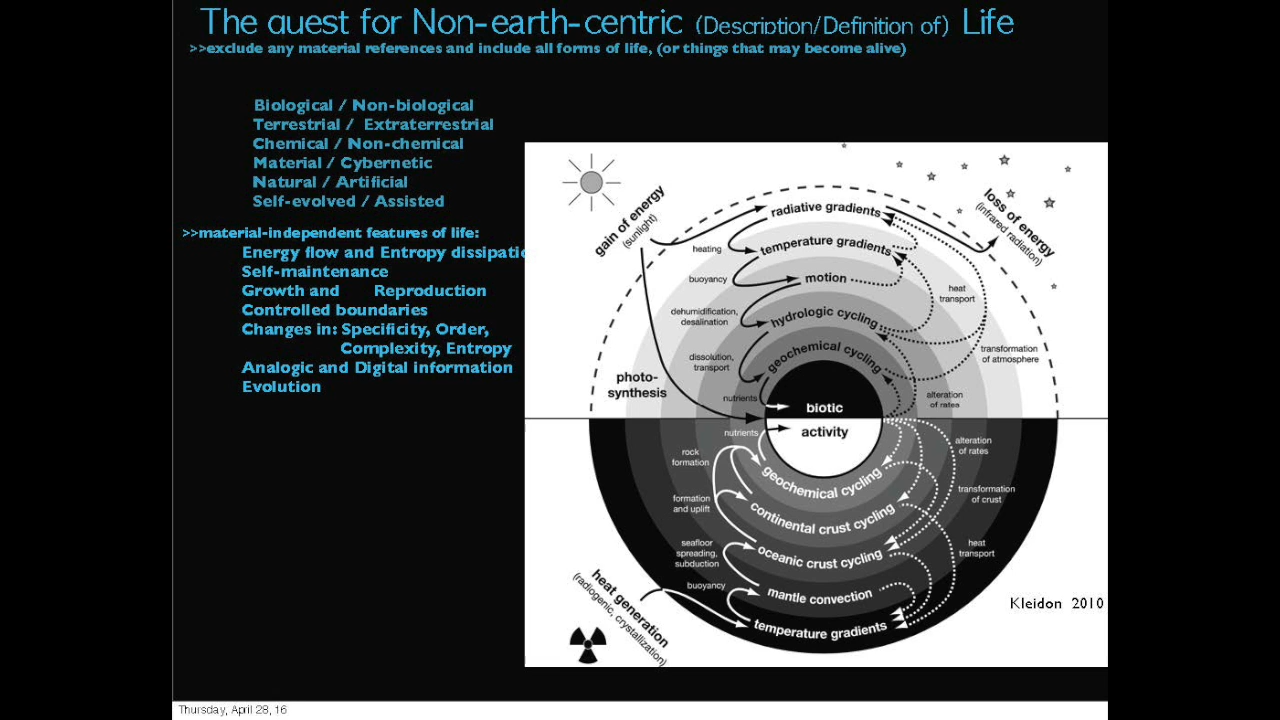 The quest for Non-earth-centric (Description/Definition of) Life
>>exclude any material references and include all forms of life, (or things that may become alive)
Biological / Non-biological
Terrestrial / Extraterrestrial
Chemical / Non-chemical
Material / Cybernetic
Natural / Artificial
Self-evolved / Assisted
>>material-independent features of life:
Energy flow and Entropy dissipatio
Self-maintenance
Growth and Reproduction
Controlled boundaries
Changes in: Specificity, Order,
Complexity, Entropy
Analogic and Digital information
Evolution
gain of energy
(sunlight)
loss of energy
(infrared radiation)
radiative gradients
heating
temperature gradients
buoyancy
motion
heat
transport
dehumidification,
desalination
hydrologic cycling
transformation
of atmosphere
dissolution,
transport
geochemical cycling
photo-
synthesis
nutrients
alteration
of rates
biotic
activity
nutrients
alteration
of rates
rock
formation
geochemical cycling
transformation
of crust
formation
and uplift
continental crust cycling
seafloor
spreading,
subduction
oceanic crust cycling
heat
transport
buoyancy
mantle convection
temperature gradients
heat generation
(radiogenic, crystallization)
Kleidon 2010
Thursday, April 28, 16